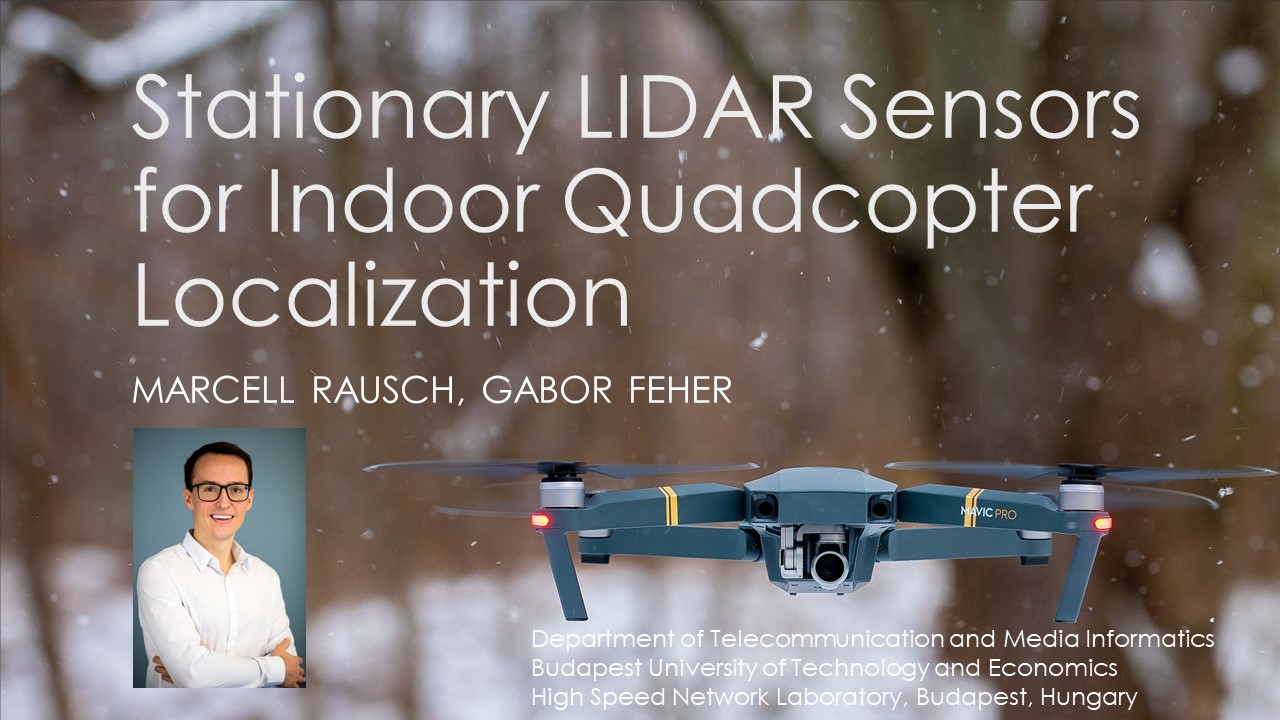 Stationary LIDAR Sensors
for Indoor Quadcopter
Localization
MARCELL RAUSCH, GABOR FEHER
MAVIC PRO
Department of Telecommunication and Media Informatics
Budapest University of Technology and Economics
High Speed Network Laboratory, Budapest, Hungary